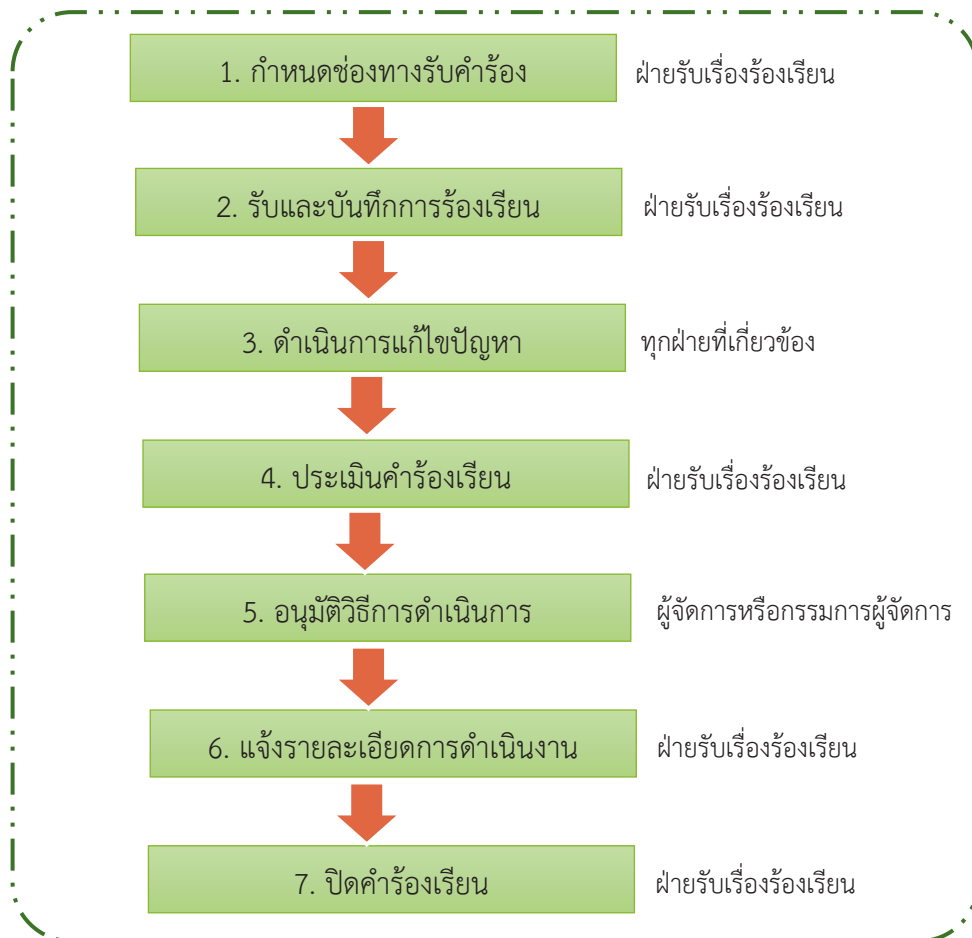 1. กำหนดช่องทางรับคำร้อง ฝ่ายรับเรื่องร้องเรียน
2. รับและบันทึกการร้องเรียน ฝ่ายรับเรื่องร้องเรียน
3. ดำเนินการแก้ไขปัญหา ทุกฝ่ายที่เกี่ยวข้อง
4. ประเมินคำร้องเรียน ฝ่ายรับเรื่องร้องเรียน
5. อนุมัติวิธีการดำเนินการ ผู้จัดการหรือกรรมการผู้จัดการ
6. แจ้งรายละเอียดการดำเนินงาน ฝ่ายรับเรื่องร้องเรียน
7. ปิดคำร้องเรียน ฝ่ายรับเรื่องร้องเรียน